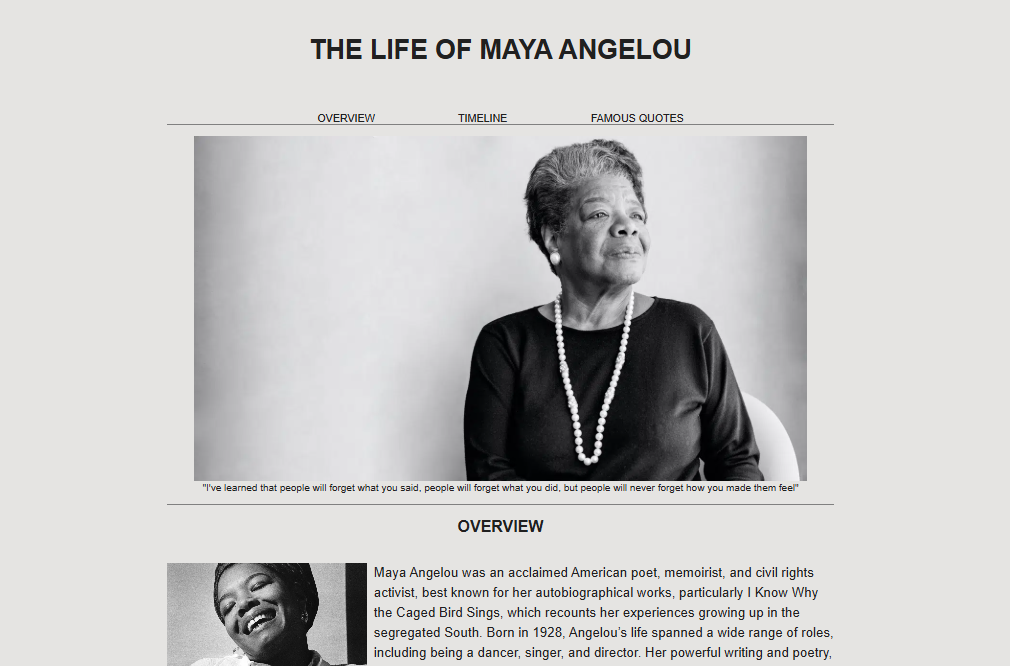 THE LIFE OF MAYA ANGELOU
OVERVIEW TIMELINE FAMOUS QUOTES
"I've learned that people will forget what you said, people will forget what you did, but people will never forget how you made them feel"
OVERVIEW
Maya Angelou was an acclaimed American poet, memoirist, and civil rights
activist, best known for her autobiographical works, particularly I Know Why
the Caged Bird Sings, which recounts her experiences growing up in the
segregated South. Born in 1928, Angelou’s life spanned a wide range of roles,
including being a dancer, singer, and director. Her powerful writing and poetry,